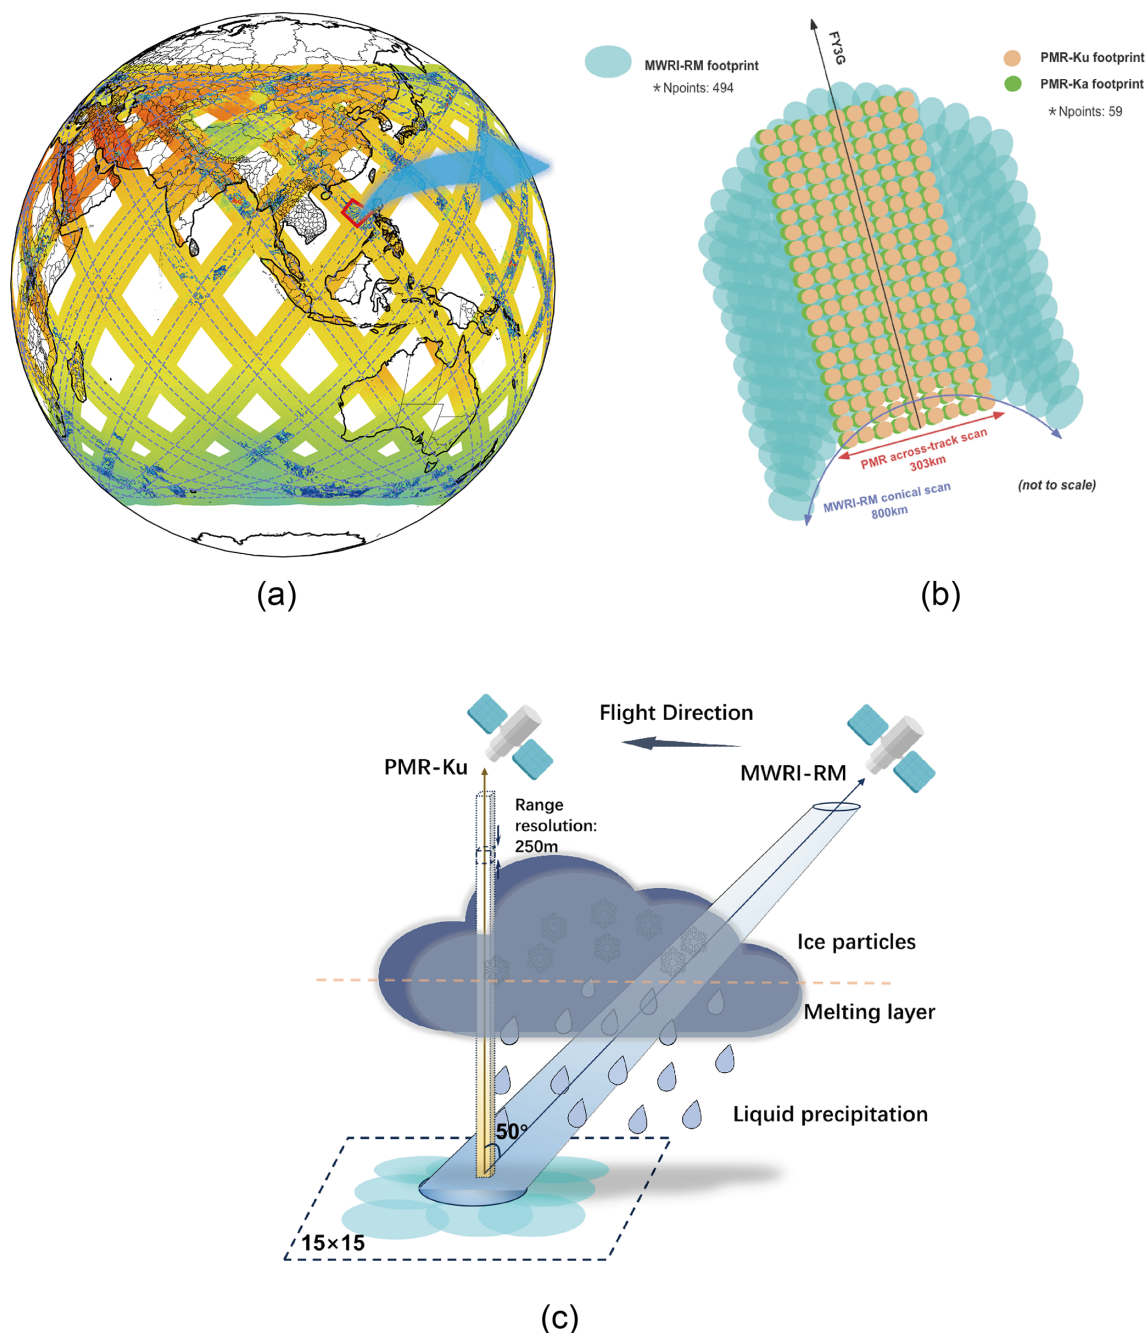 MWRI-RM footprint
* Npoints: 494
FY3G
PMR-Ku footprint
PMR-Ka footprint
* Npoints: 59
PMR across-track scan
303km
MWRI-RM conical scan
800km
(not to scale)
(a)
(b)
Flight Direction
PMR-Ku
MWRI-RM
Range
resolution:
250m
Ice particles
Melting layer
Liquid precipitation
50°
15×15
(c)